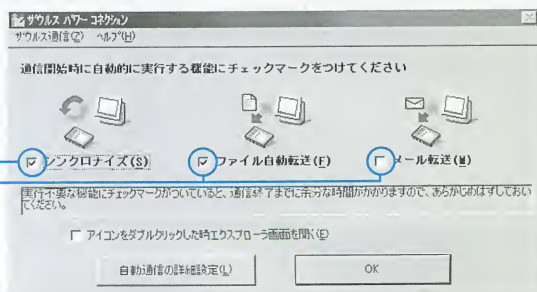 ザウルス パワー コネクション
ザウルス通信(Z) ヘルプ(H)
通信開始時に自動的に実行する機能にチェックマークをつけてください
シンクロナイズ(S) ファイル自動転送(F) メール転送(M)
実行不要な機能にチェックマークがついていると、通信終了までに余分な時間がかかりますので、あらかじめはずしておい
てください。
アイコンをダブルクリックした時エクスプローラ画面を開く(E)
自動通信の詳細設定(L) OK